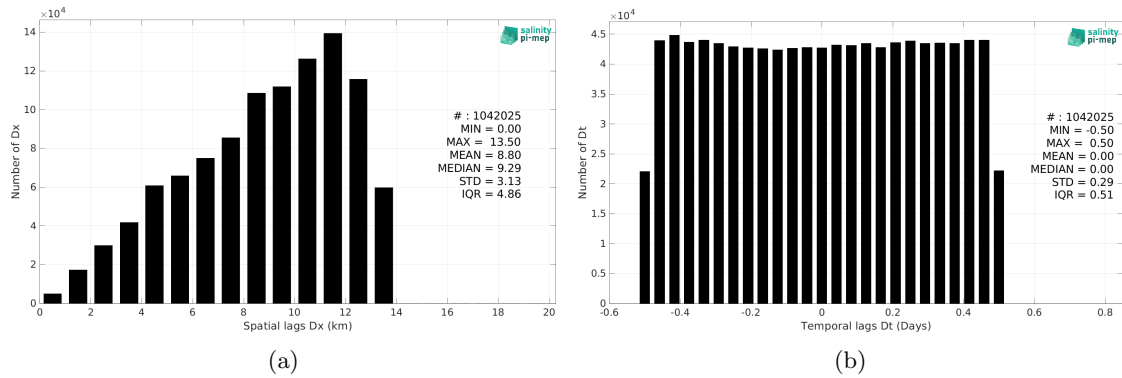 ×10⁴
14
12
10
8
6
4
2
0
Number of Dx
0 2 4 6 8 10 12 14 16 18 20
Spatial lags Dx (km)
salinity
pi-mep
# : 1042025
MIN = 0.00
MAX = 13.50
MEAN = 8.80
MEDIAN = 9.29
STD = 3.13
IQR = 4.86
(a)
×10⁴
4.5
4
3.5
3
2.5
2
1.5
1
0.5
0
Number of Dt
-0.6 -0.4 -0.2 0 0.2 0.4 0.6 0.8
Temporal lags Dt (Days)
salinity
pi-mep
# : 1042025
MIN = -0.50
MAX = 0.50
MEAN = 0.00
MEDIAN = 0.00
STD = 0.29
IQR = 0.51
(b)